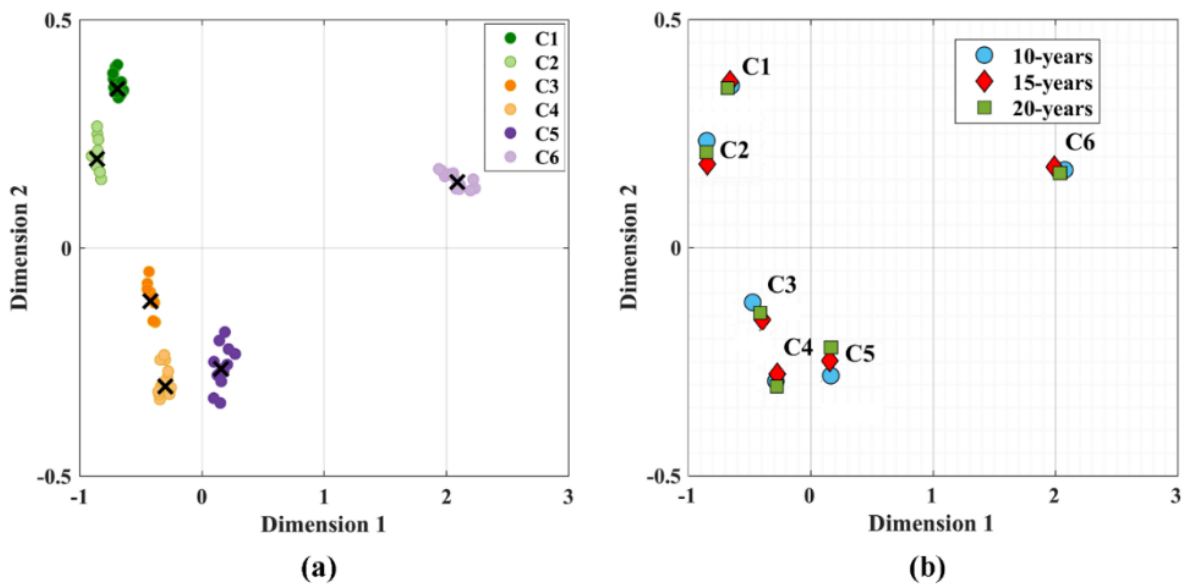 0.5
0
-0.5
-1
0
1
2
3
Dimension 2
Dimension 1
C1
C2
C3
C4
C5
C6
(a)
0.5
0
-0.5
-1
0
1
2
3
Dimension 2
Dimension 1
10-years
15-years
20-years
C1
C2
C3
C4
C5
C6
(b)